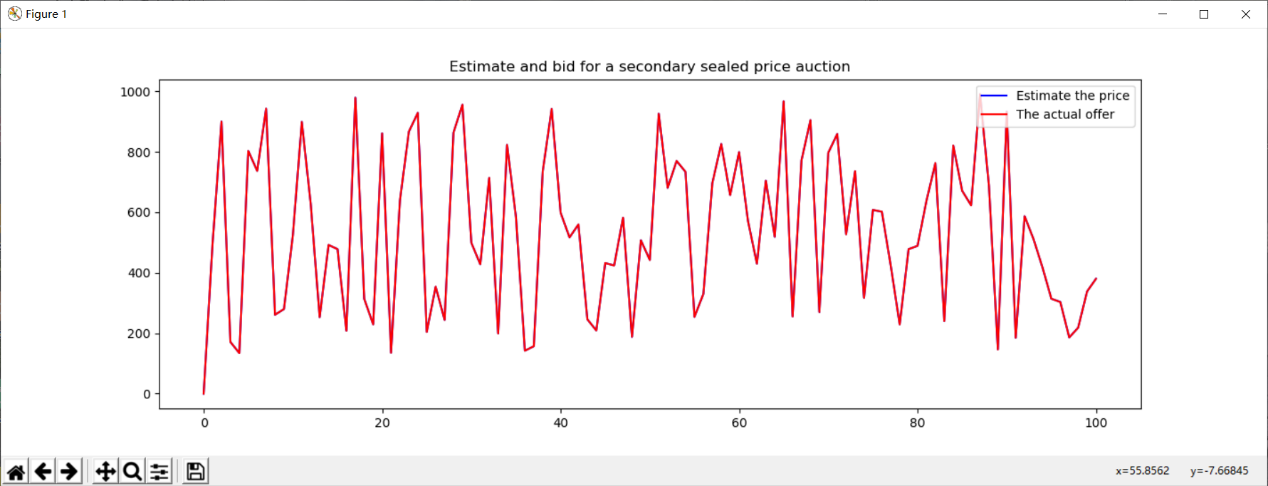 Figure 1
Estimate and bid for a secondary sealed price auction
1000
800
600
400
200
0
Estimate the price
The actual offer
0 20 40 60 80 100
x=55.8562 y=-7.66845